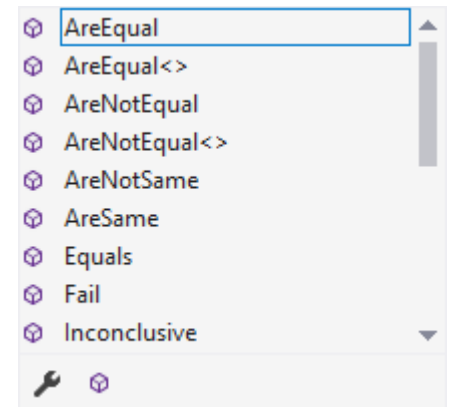 AreEqual
AreEqual<>
AreNotEqual
AreNotEqual<>
AreNotSame
AreSame
Equals
Fail
Inconclusive